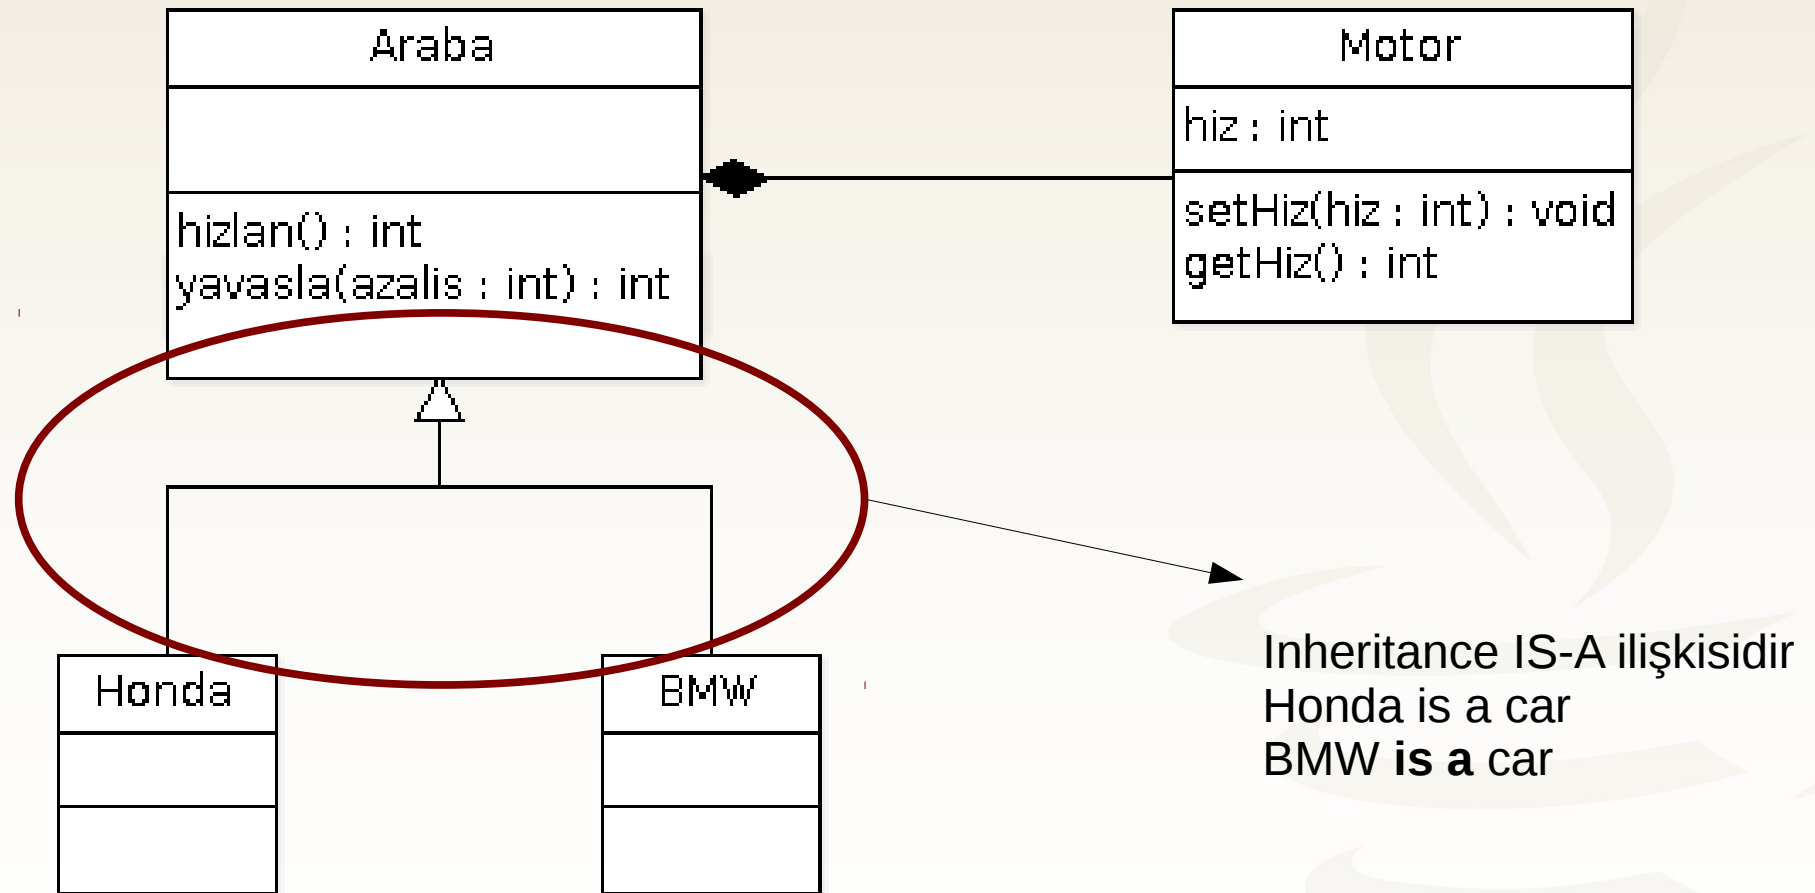 Araba
hizlan() : int
yavasla(azalis : int) : int
Motor
hiz : int
setHiz(hiz : int) : void
getHiz() : int
Honda
BMW
Inheritance IS-A ilişkisidir
Honda is a car
BMW is a car